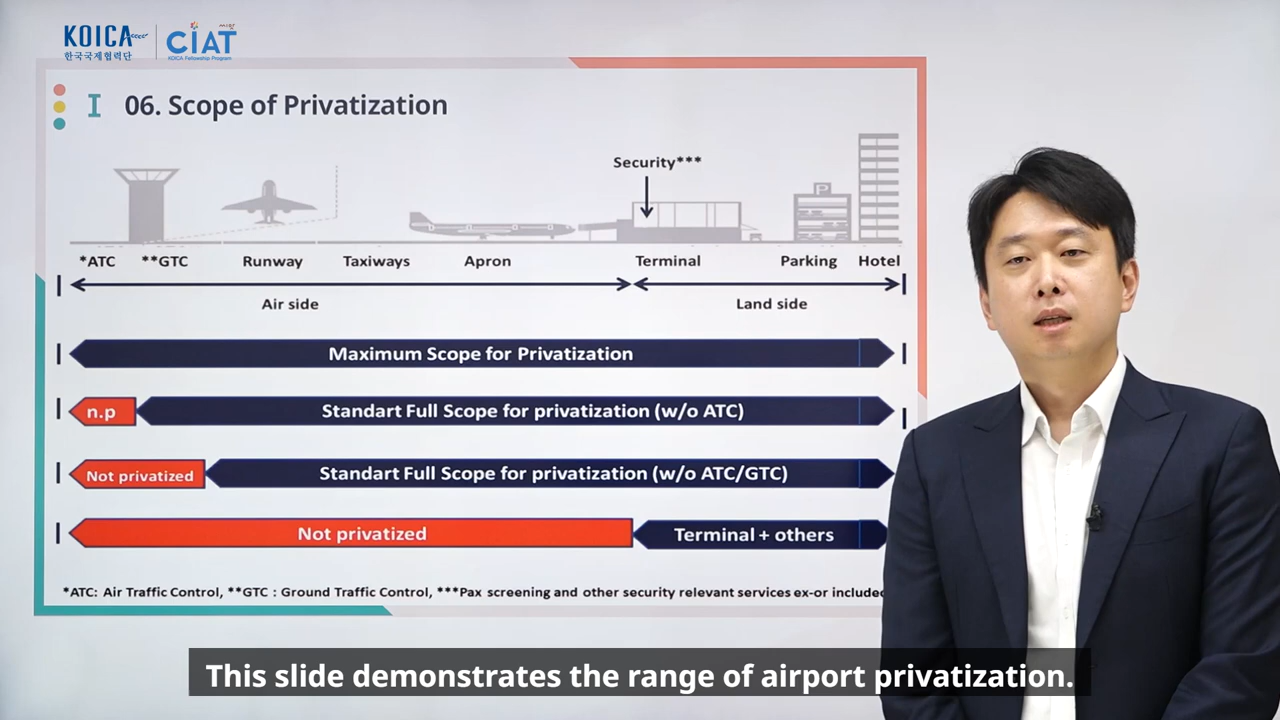 KOICA
한국국제협력단
CIAT
KOICA Fellowship Program
I 06. Scope of Privatization
Security***
P
*ATC **GTC Runway Taxiways Apron Terminal Parking Hotel
Air side Land side
Maximum Scope for Privatization
n.p Standart Full Scope for privatization (w/o ATC)
Not privatized Standart Full Scope for privatization (w/o ATC/GTC)
Not privatized Terminal + others
*ATC: Air Traffic Control, **GTC : Ground Traffic Control, ***Pax screening and other security relevant services ex-or include
This slide demonstrates the range of airport privatization.